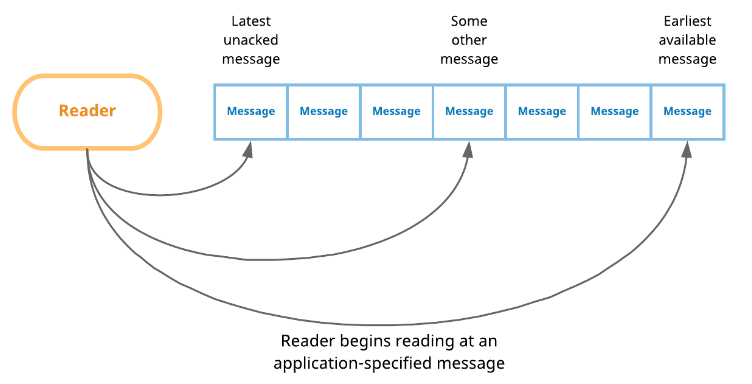 Latest
unacked
message
Some
other
message
Earliest
available
message
Reader
Message Message Message Message Message Message Message
Reader begins reading at an
application-specified message